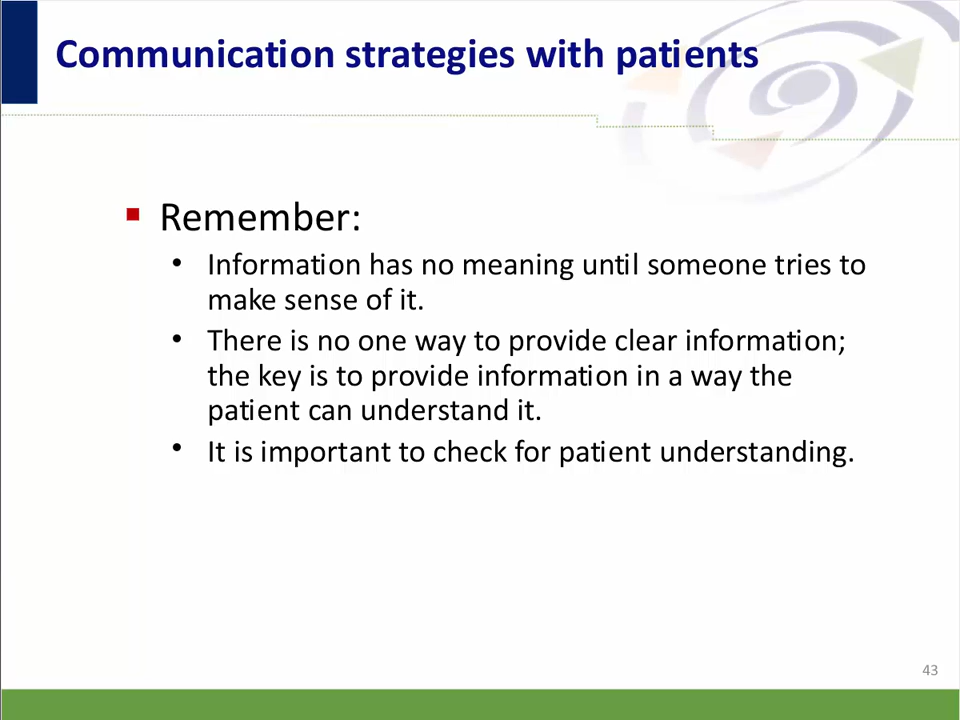 Communication strategies with patients
Remember:
• Information has no meaning until someone tries to
make sense of it.
• There is no one way to provide clear information;
the key is to provide information in a way the
patient can understand it.
• It is important to check for patient understanding.
43